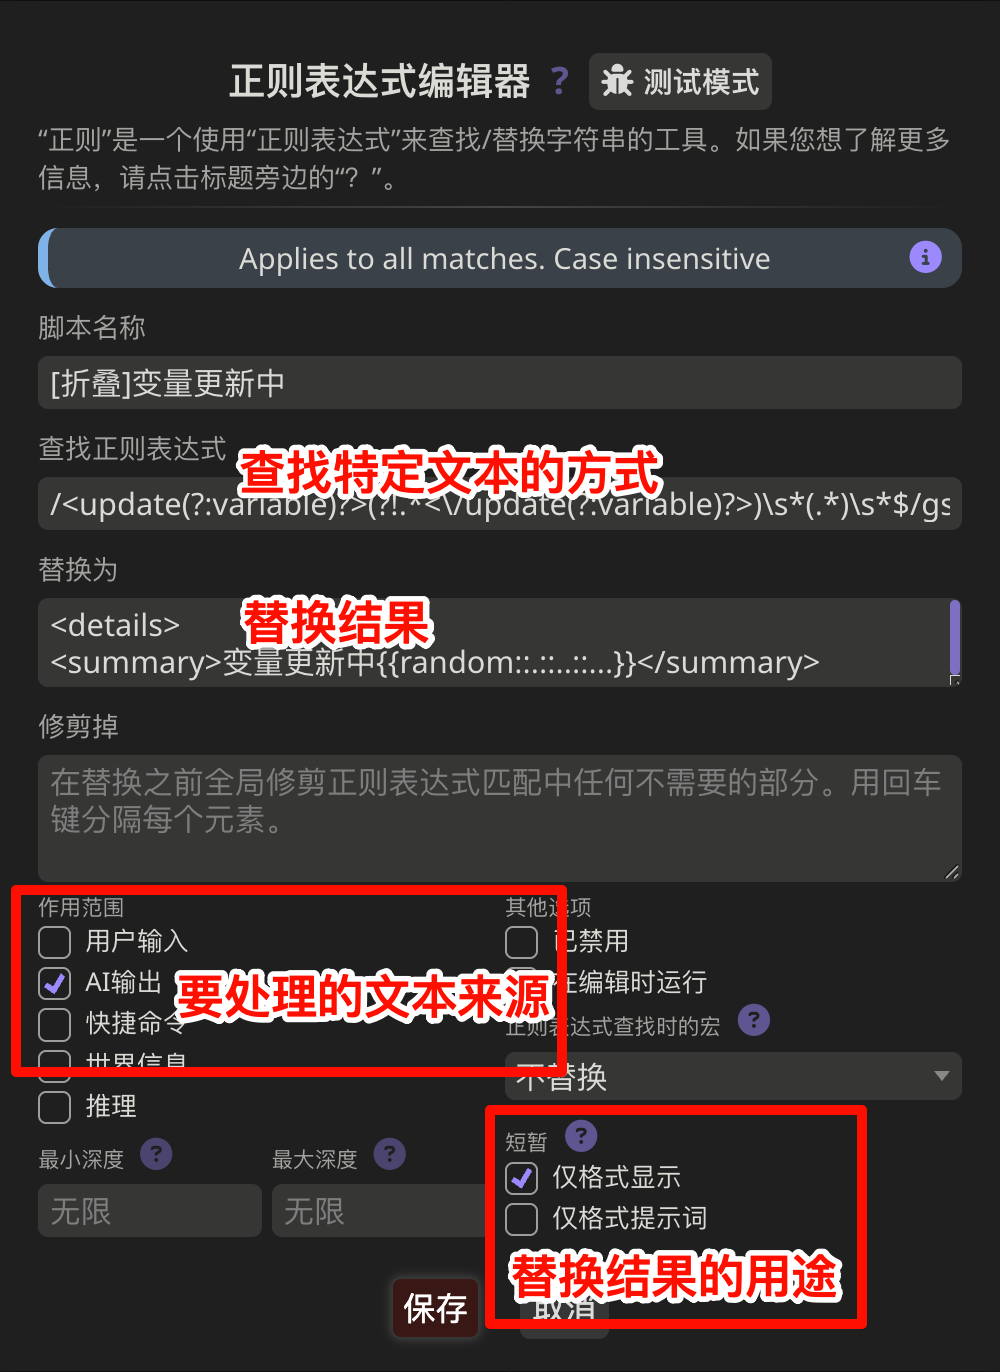 正则表达式编辑器 ? 测试模式
“正则”是一个使用“正则表达式”来查找/替换字符串的工具。如果您想了解更多
信息，请点击标题旁边的“？”。
Applies to all matches. Case insensitive
脚本名称
[折叠]变量更新中
查找正则表达式
查找特定文本的方式
/<update(?:variable)?>(?!.*<\/update(?:variable)?>)\s*(.*)\s*$/gs
替换为
替换结果
<details>
<summary>变量更新中{{random::.::..::...}}</summary>
修剪掉
在替换之前全局修剪正则表达式匹配中任何不需要的部分。用回车
键分隔每个元素。
作用范围
用户输入
AI输出
快捷命令
世界信息
推理
要处理的文本来源
其他选项
已禁用
在编辑时运行
正则表达式查找时的宏 ?
不替换
最小深度 ?
无限
最大深度 ?
无限
短暂 ?
仅格式显示
仅格式提示词
替换结果的用途
保存
取消